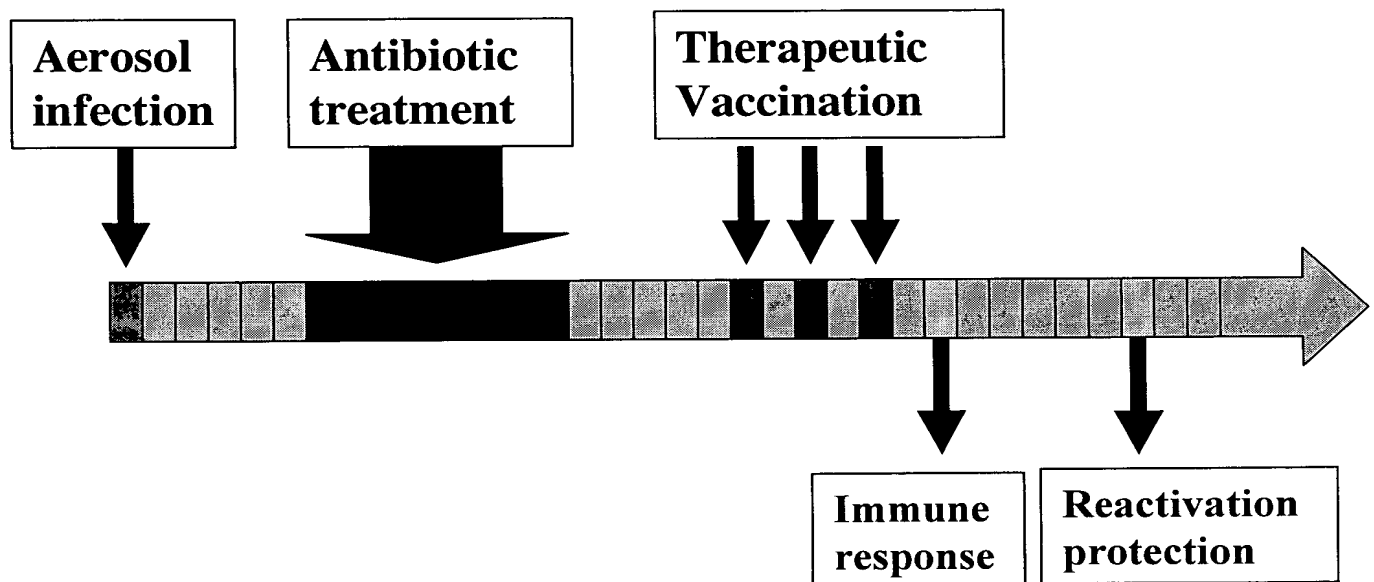 Aerosol
infection
Antibiotic
treatment
Therapeutic
Vaccination
Immune
response
Reactivation
protection